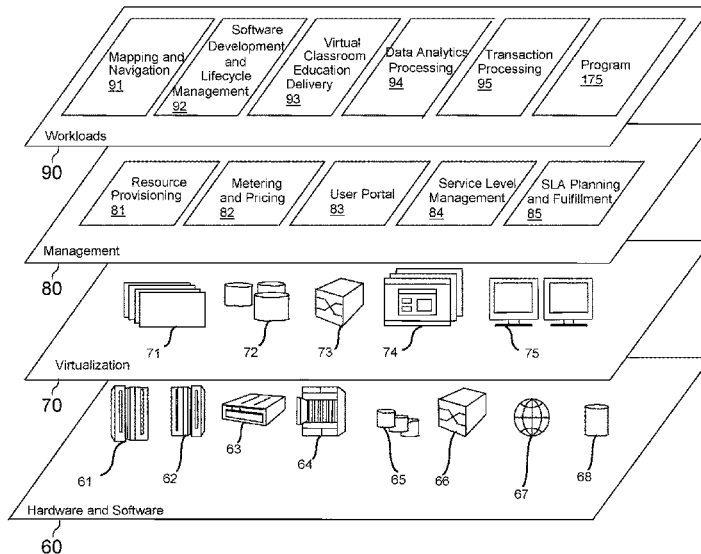 Mapping and
Navigation
91
Software
Development
and
Lifecycle
Management
92
Virtual
Classroom
Education
Delivery
93
Data Analytics
Processing
94
Transaction
Processing
95
Program
175
Workloads
90
Resource
Provisioning
81
Metering
and Pricing
82
User Portal
83
Service Level
Management
84
SLA Planning
and Fulfillment
85
Management
80
71
72
73
74
75
Virtualization
70
61
62
63
64
65
66
67
68
Hardware and Software
60